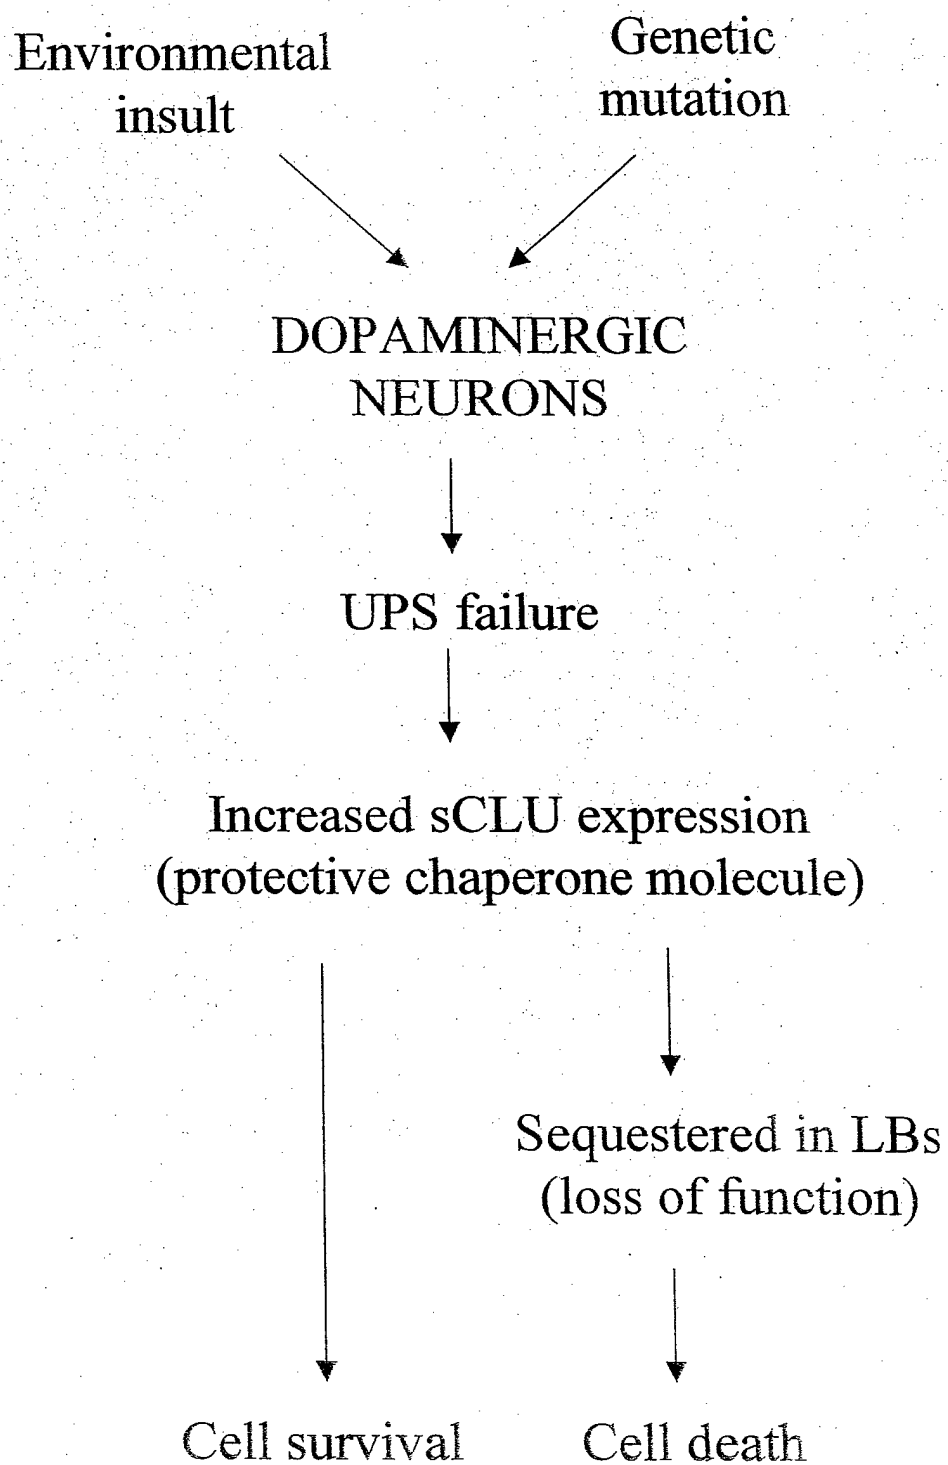 Environmental
insult
Genetic
mutation
DOPAMINERGIC
NEURONS
UPS failure
Increased sCLU expression
(protective chaperone molecule)
Sequestered in LBs
(loss of function)
Cell survival
Cell death